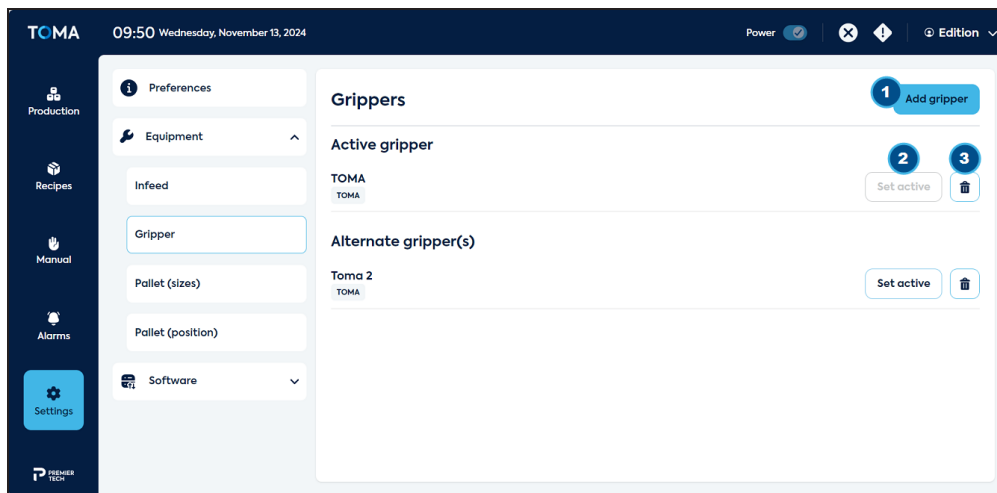 TOMA 09:50 Wednesday, November 13, 2024 Power Edition
Production
Recipes
Manual
Alarms
Settings
PREMIER
TECH
Preferences
Equipment
Infeed
Gripper
Pallet (sizes)
Pallet (position)
Software
Grippers
1 Add gripper
Active gripper
2 3
TOMA
TOMA
Set active
Alternate gripper(s)
Toma 2
TOMA
Set active